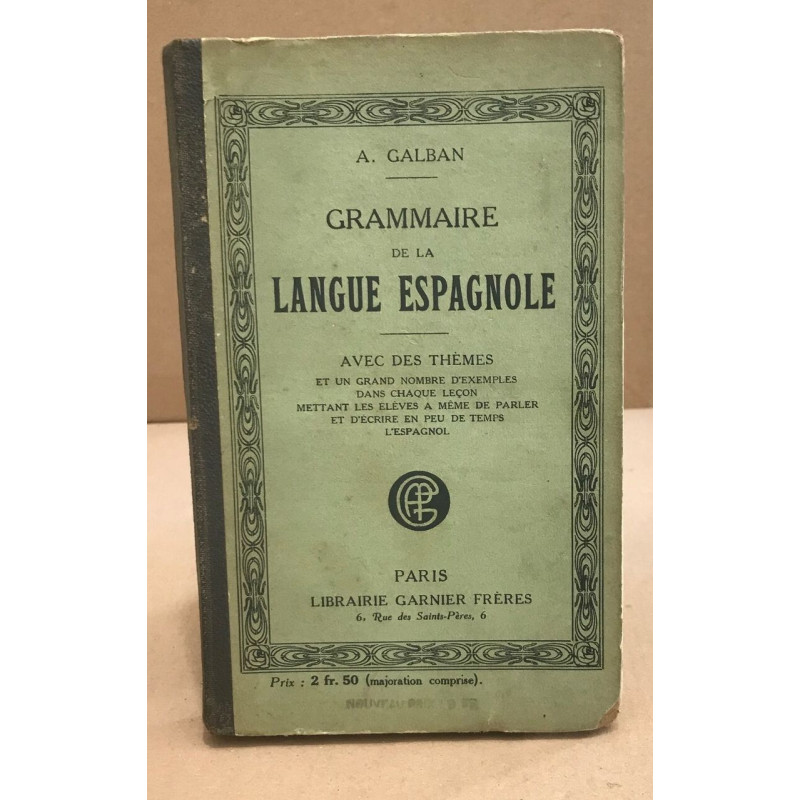 A. GALBAN
GRAMMAIRE
DE LA
LANGUE ESPAGNOLE
AVEC DES THÈMES
ET UN GRAND NOMBRE D'EXEMPLES
DANS CHAQUE LEÇON
METTANT LES ÉLÈVES A MÊME DE PARLER
ET D'ÉCRIRE EN PEU DE TEMPS
L'ESPAGNOL
PARIS
LIBRAIRIE GARNIER FRÈRES
6, Rue des Saints-Pères, 6
Prix : 2 fr. 50 (majoration comprise).